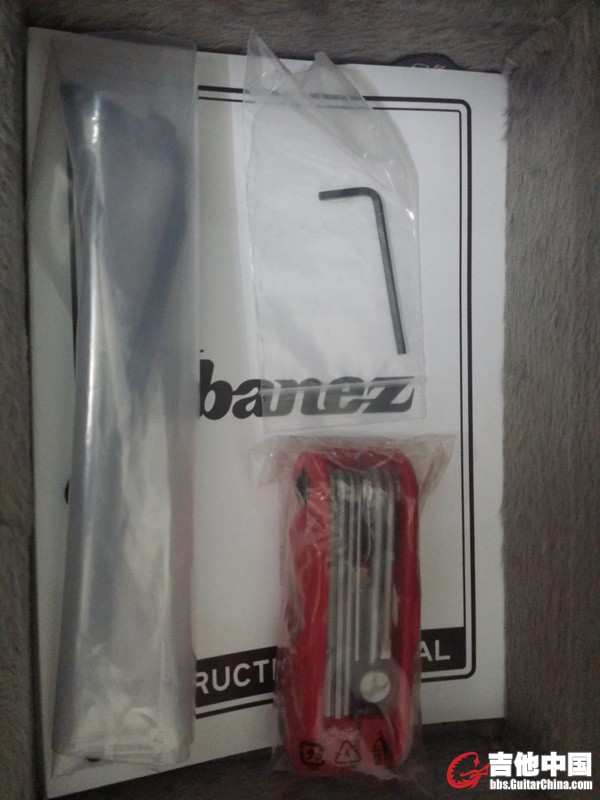 banez
RUCTI
AL
吉他中国
bbs.GuitarChina.com